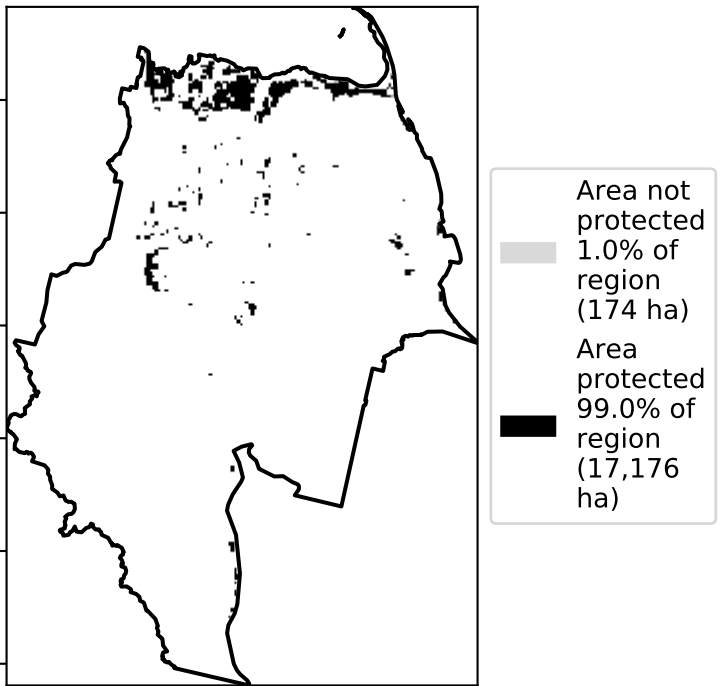 Area not
protected
1.0% of
region
(174 ha)
Area
protected
99.0% of
region
(17,176
ha)